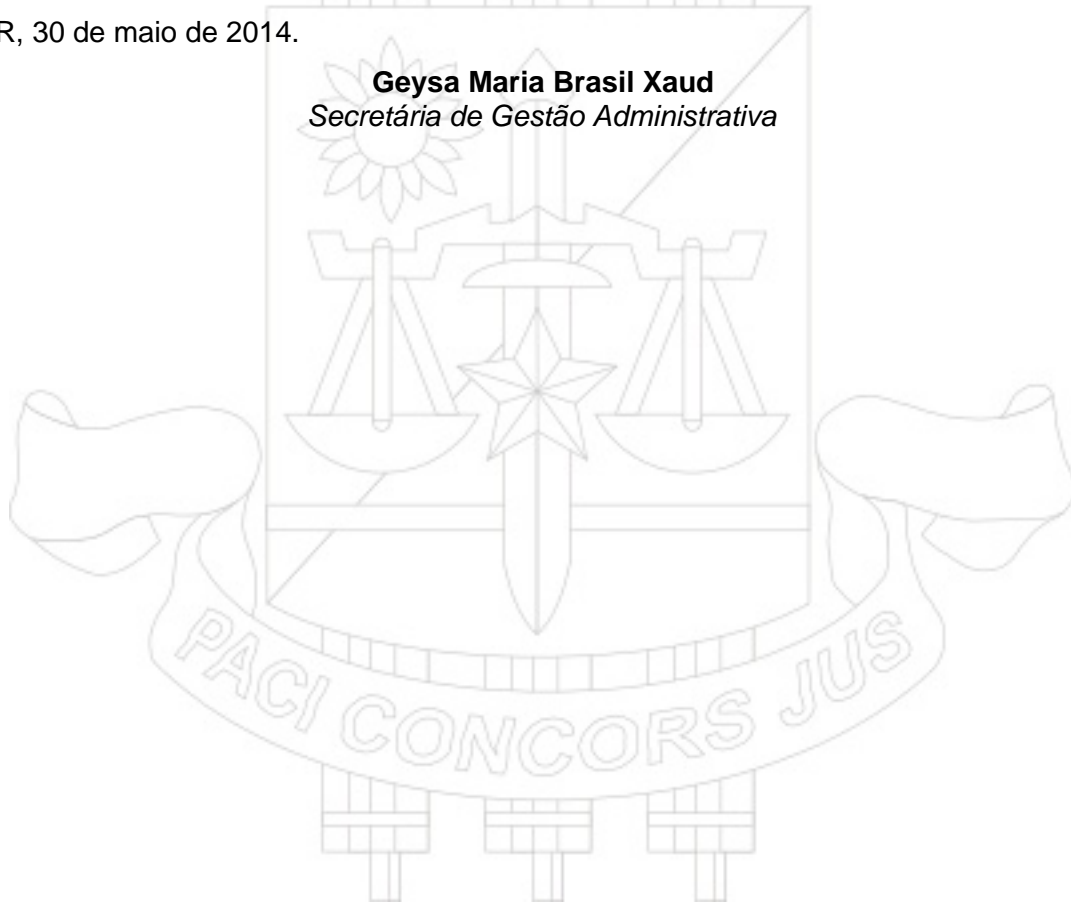 R, 30 de maio de 2014.
Geysa Maria Brasil Xaud
Secretária de Gestão Administrativa
PACI CONCORS JUS